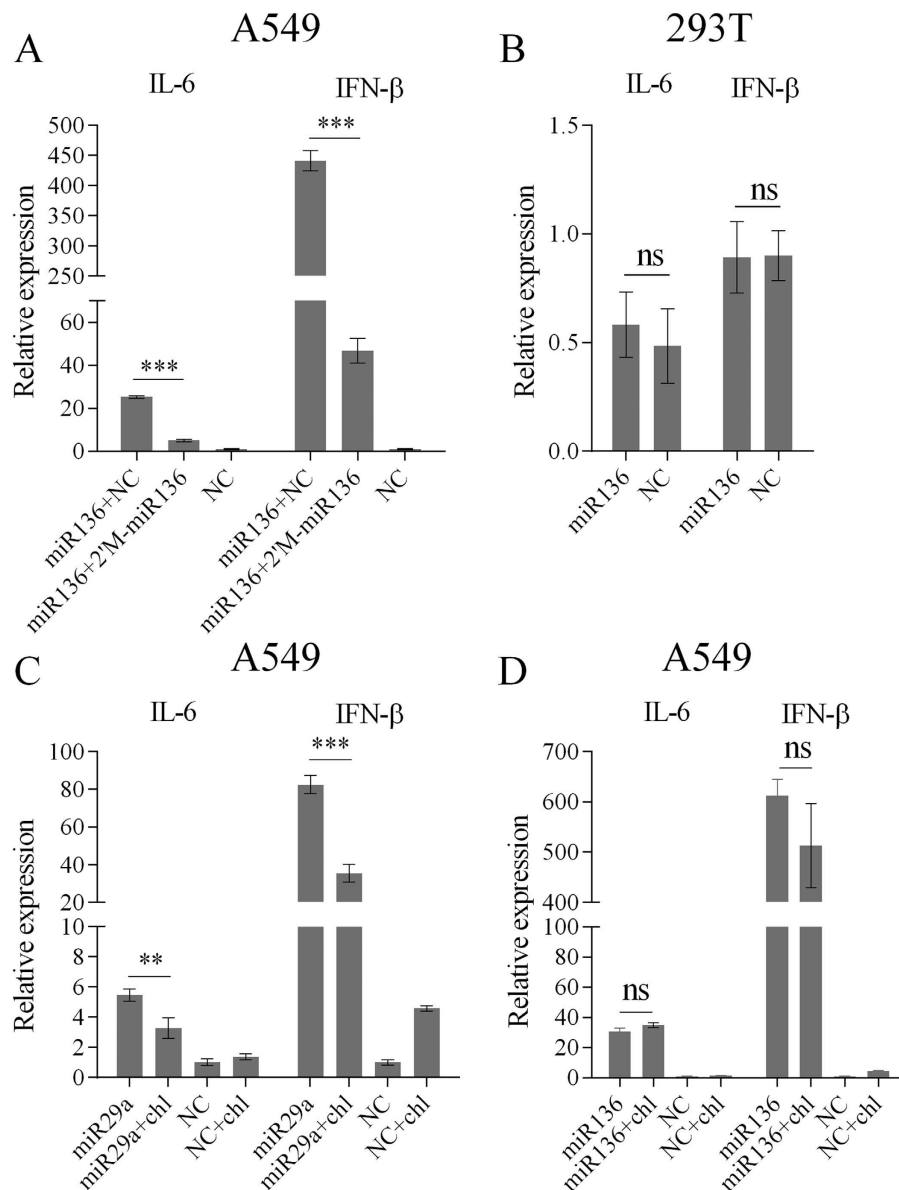 A
A549
IL-6
IFN-β
Relative expression
500
450
400
350
300
250
60
40
20
0
***
***
miR136+NC
miR136+2'M-miR136
NC
miR136+NC
miR136+2'M-miR136
NC
B
293T
IL-6
IFN-β
Relative expression
1.5
1.0
0.5
0.0
ns
ns
miR136
NC
miR136
NC
C
A549
IL-6
IFN-β
Relative expression
100
80
60
40
20
6
4
2
0
**
***
miR29a
miR29a+chl
NC
NC+chl
miR29a
miR29a+chl
NC
NC+chl
D
A549
IL-6
IFN-β
Relative expression
700
600
500
400
100
80
60
40
20
0
ns
ns
miR136
miR136+chl
NC
NC+chl
miR136
miR136+chl
NC
NC+chl